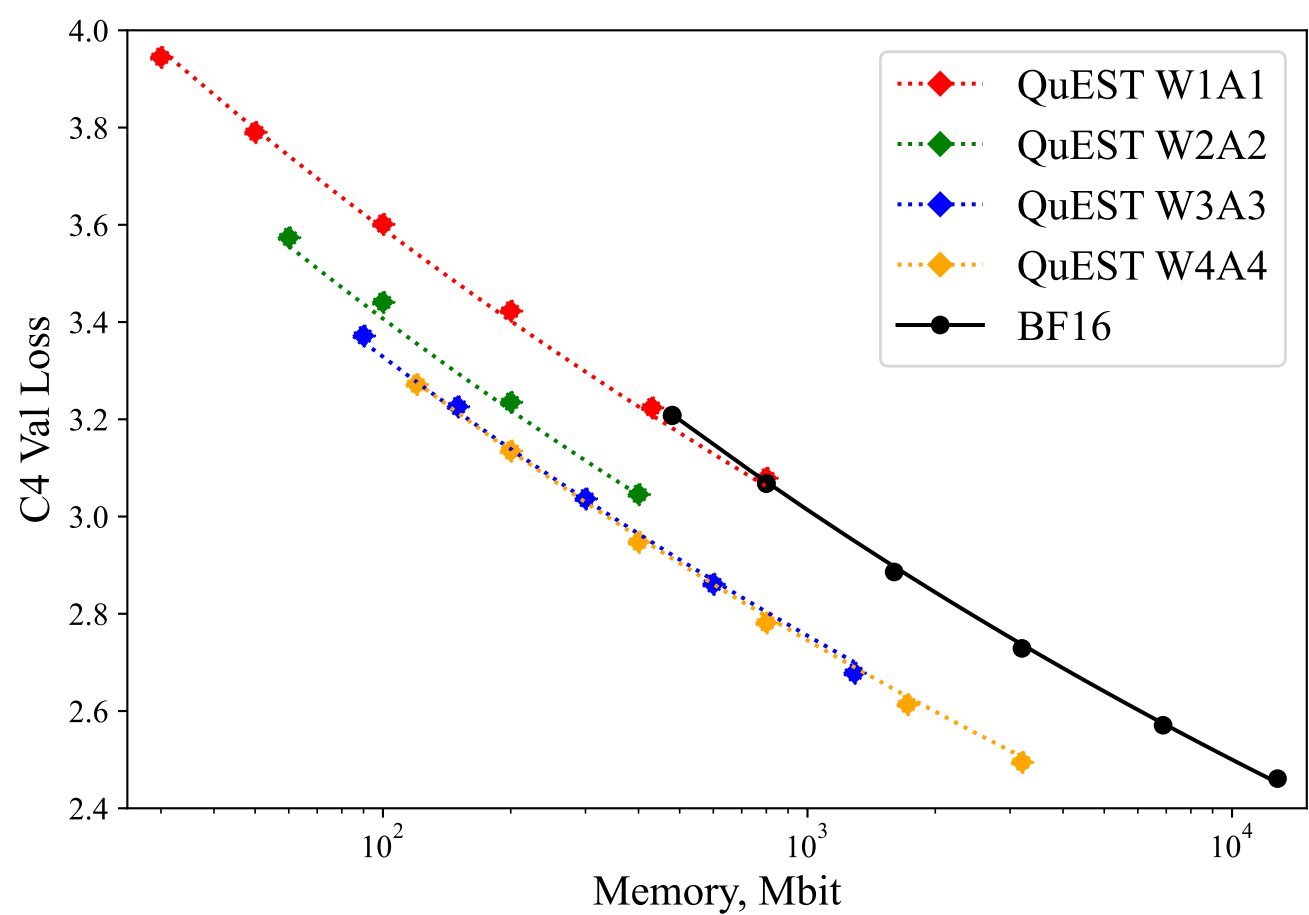 4.0
3.8
3.6
3.4
3.2
3.0
2.8
2.6
2.4
C4 Val Loss
QuEST W1A1
QuEST W2A2
QuEST W3A3
QuEST W4A4
BF16
10²
10³
10⁴
Memory, Mbit